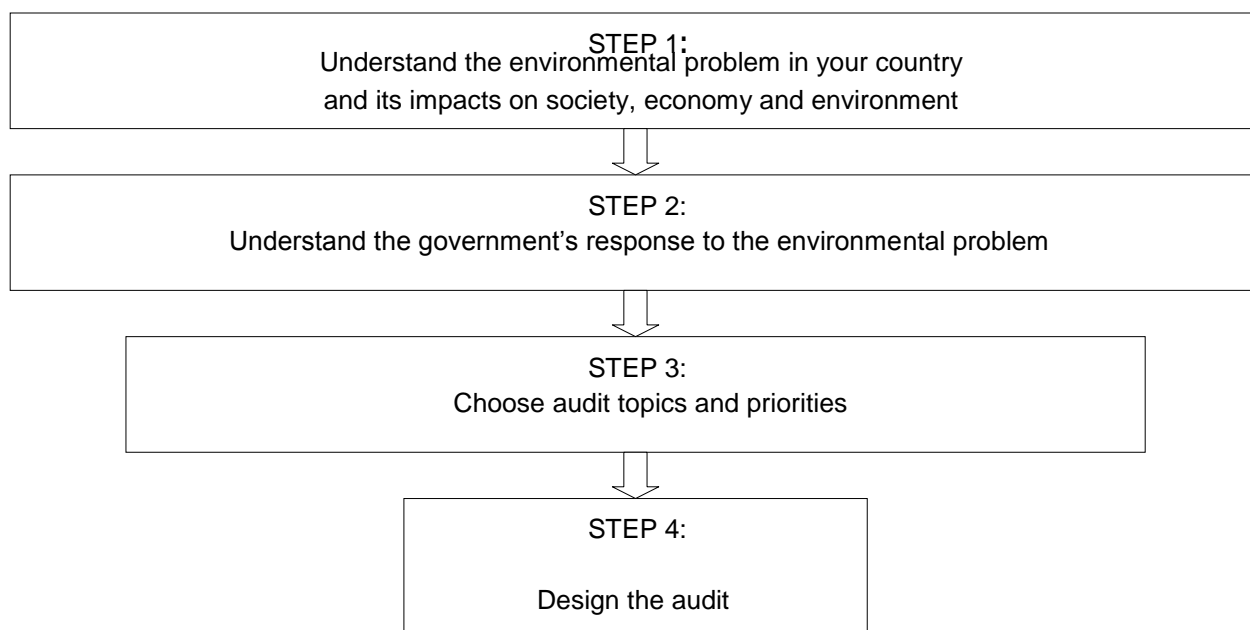 STEP 1:
Understand the environmental problem in your country
and its impacts on society, economy and environment
STEP 2:
Understand the government’s response to the environmental problem
STEP 3:
Choose audit topics and priorities
STEP 4:
Design the audit